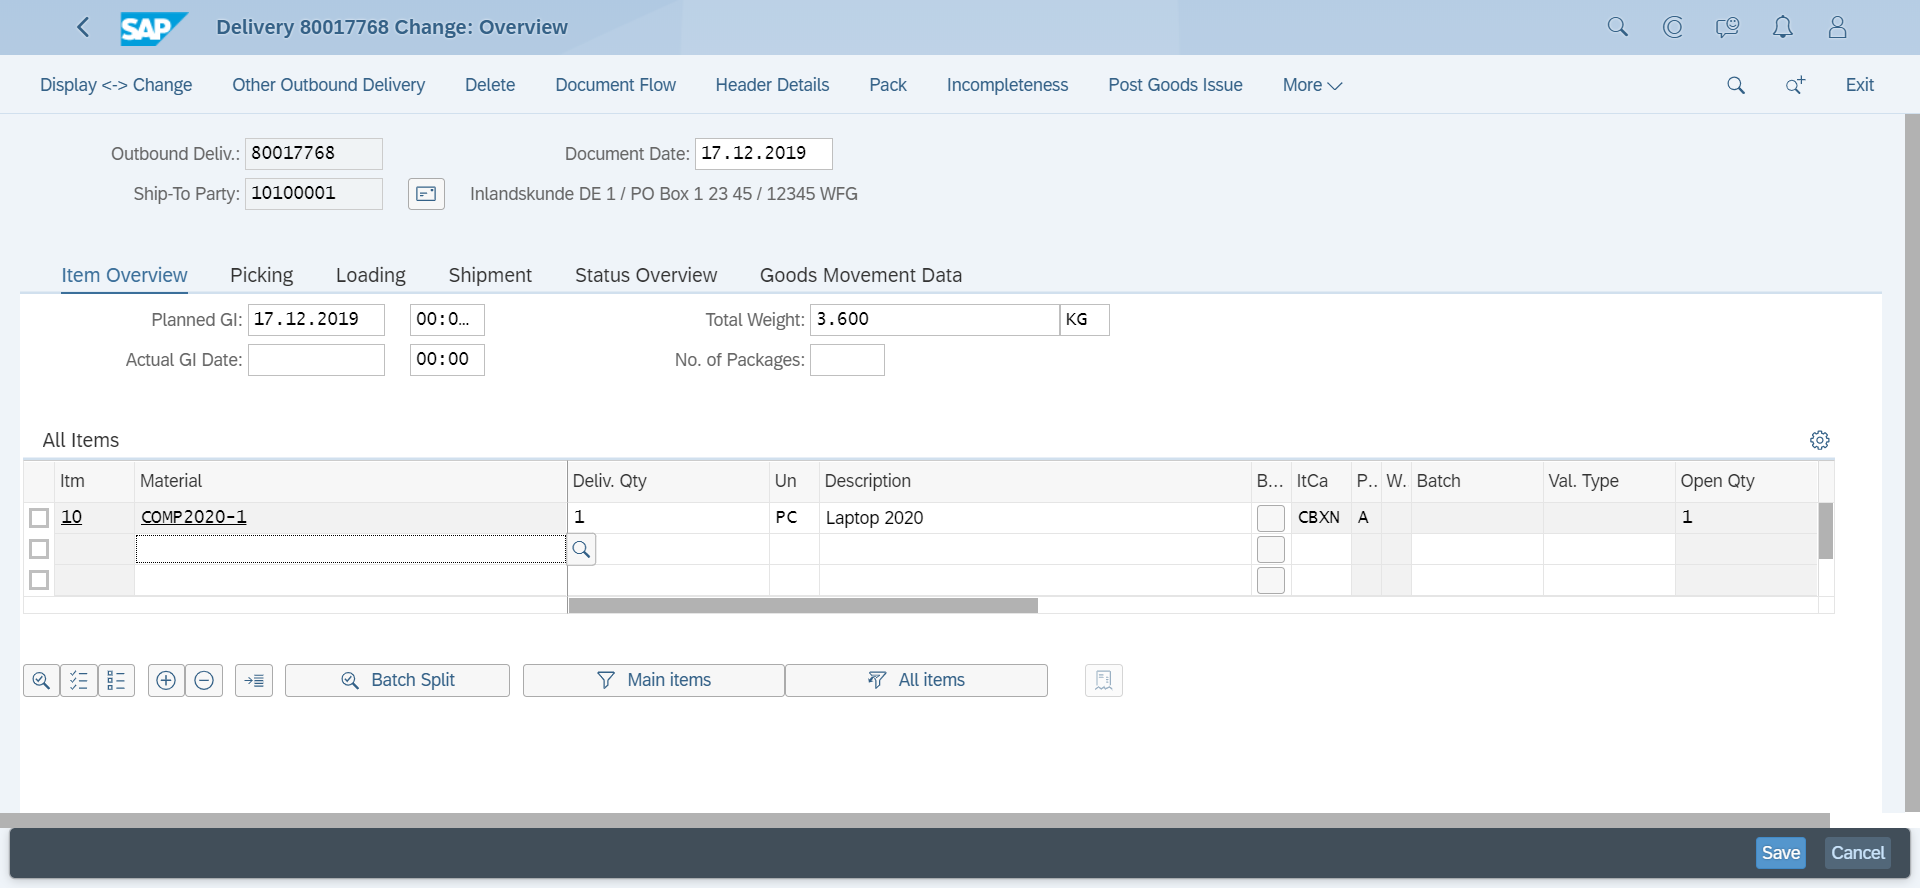 SAP Delivery 80017768 Change: Overview
Display <-> Change Other Outbound Delivery Delete Document Flow Header Details Pack Incompleteness Post Goods Issue More Exit
Outbound Deliv.: 80017768 Document Date: 17.12.2019
Ship-To Party: 10100001 Inlandskunde DE 1 / PO Box 1 23 45 / 12345 WFG
Item Overview Picking Loading Shipment Status Overview Goods Movement Data
Planned GI: 17.12.2019 00:0... Total Weight: 3.600 KG
Actual GI Date: 00:00 No. of Packages:
All Items
Itm Material Deliv. Qty Un Description B... ItCa P.. W. Batch Val. Type Open Qty
10 COMP2020-1 1 PC Laptop 2020 CBXN A 1
Batch Split Main items All items
Save Cancel